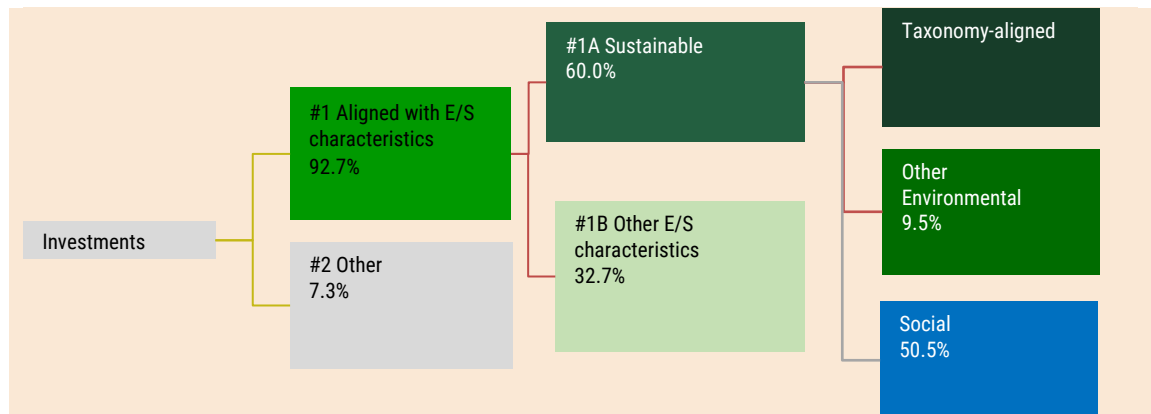 #1A Sustainable
60.0%
Taxonomy-aligned
#1 Aligned with E/S
characteristics
92.7%
Other
Environmental
9.5%
#1B Other E/S
characteristics
32.7%
Investments
#2 Other
7.3%
Social
50.5%